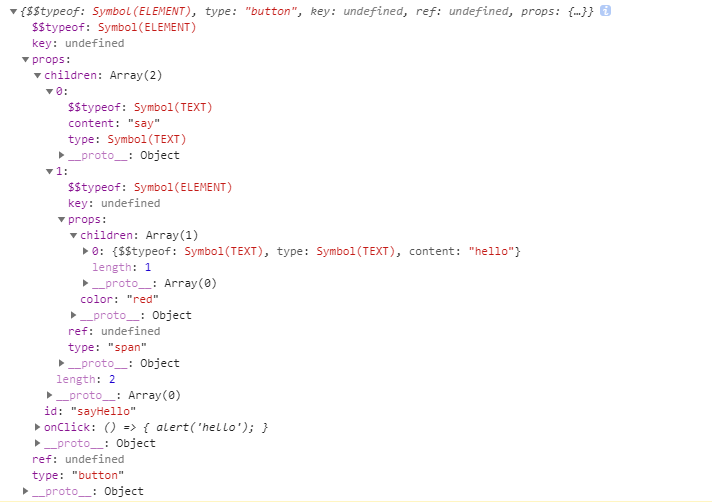 {$$typeof: Symbol(ELEMENT), type: "button", key: undefined, ref: undefined, props: {…}}
$$typeof: Symbol(ELEMENT)
key: undefined
props:
children: Array(2)
0:
$$typeof: Symbol(TEXT)
content: "say"
type: Symbol(TEXT)
__proto__: Object
1:
$$typeof: Symbol(ELEMENT)
key: undefined
props:
children: Array(1)
0: {$$typeof: Symbol(TEXT), type: Symbol(TEXT), content: "hello"}
length: 1
__proto__: Array(0)
color: "red"
__proto__: Object
ref: undefined
type: "span"
__proto__: Object
length: 2
__proto__: Array(0)
id: "sayHello"
onClick: () => { alert('hello'); }
__proto__: Object
ref: undefined
type: "button"
__proto__: Object